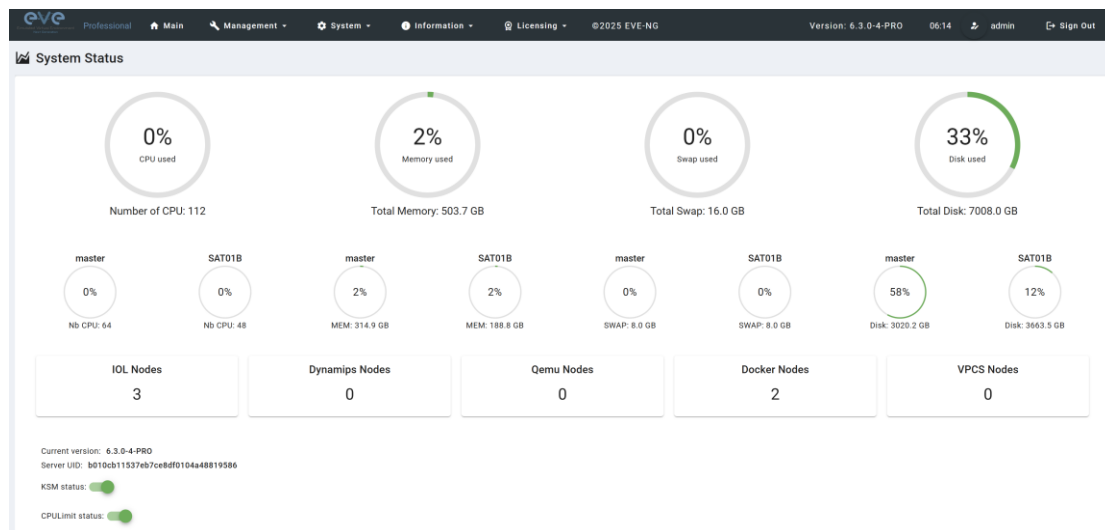 eve Professional Main Management System Information Licensing ©2025 EVE-NG Version: 6.3.0-4-PRO 06:14 admin Sign Out
System Status
0% 2% 0% 33%
CPU used Memory used Swap used Disk used
Number of CPU: 112 Total Memory: 503.7 GB Total Swap: 16.0 GB Total Disk: 7008.0 GB
master SAT01B master SAT01B master SAT01B master SAT01B
0% 0% 2% 2% 0% 0% 58% 12%
Nb CPU: 64 Nb CPU: 48 MEM: 314.9 GB MEM: 188.8 GB SWAP: 8.0 GB SWAP: 8.0 GB Disk: 3020.2 GB Disk: 3663.5 GB
IOL Nodes Dynamips Nodes Qemu Nodes Docker Nodes VPCS Nodes
3 0 0 2 0
Current version: 6.3.0-4-PRO
Server UID: b010cb11537eb7ce8df0104a48819586
KSM status:
CPULimit status: